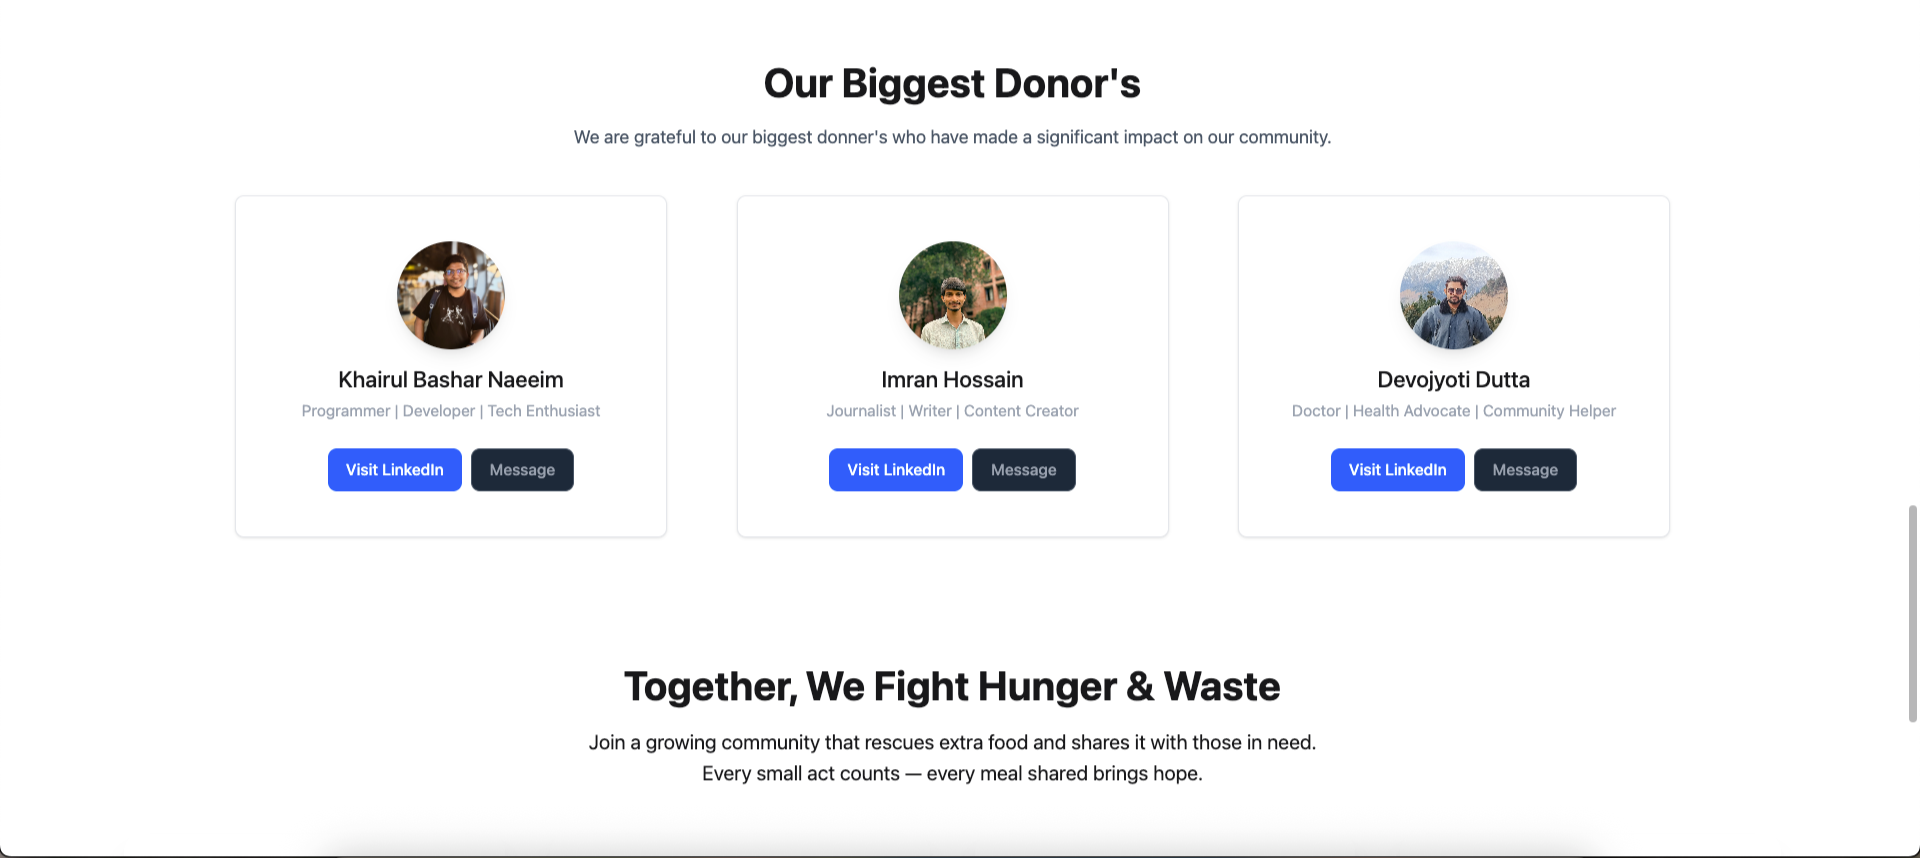 Our Biggest Donor's
We are grateful to our biggest donner's who have made a significant impact on our community.
Khairul Bashar Naeeim
Programmer | Developer | Tech Enthusiast
Visit LinkedIn
Message
Imran Hossain
Journalist | Writer | Content Creator
Visit LinkedIn
Message
Devojyoti Dutta
Doctor | Health Advocate | Community Helper
Visit LinkedIn
Message
Together, We Fight Hunger & Waste
Join a growing community that rescues extra food and shares it with those in need.
Every small act counts — every meal shared brings hope.